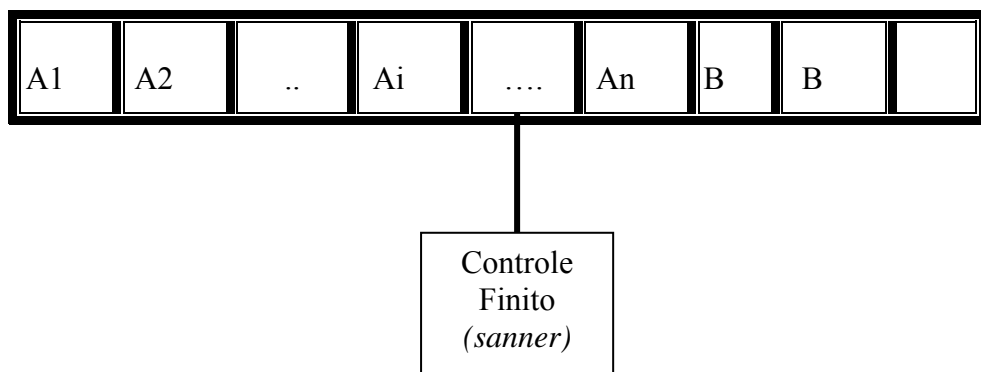 A1 A2 .. Ai …. An B B
Controle
Finito
(sanner)